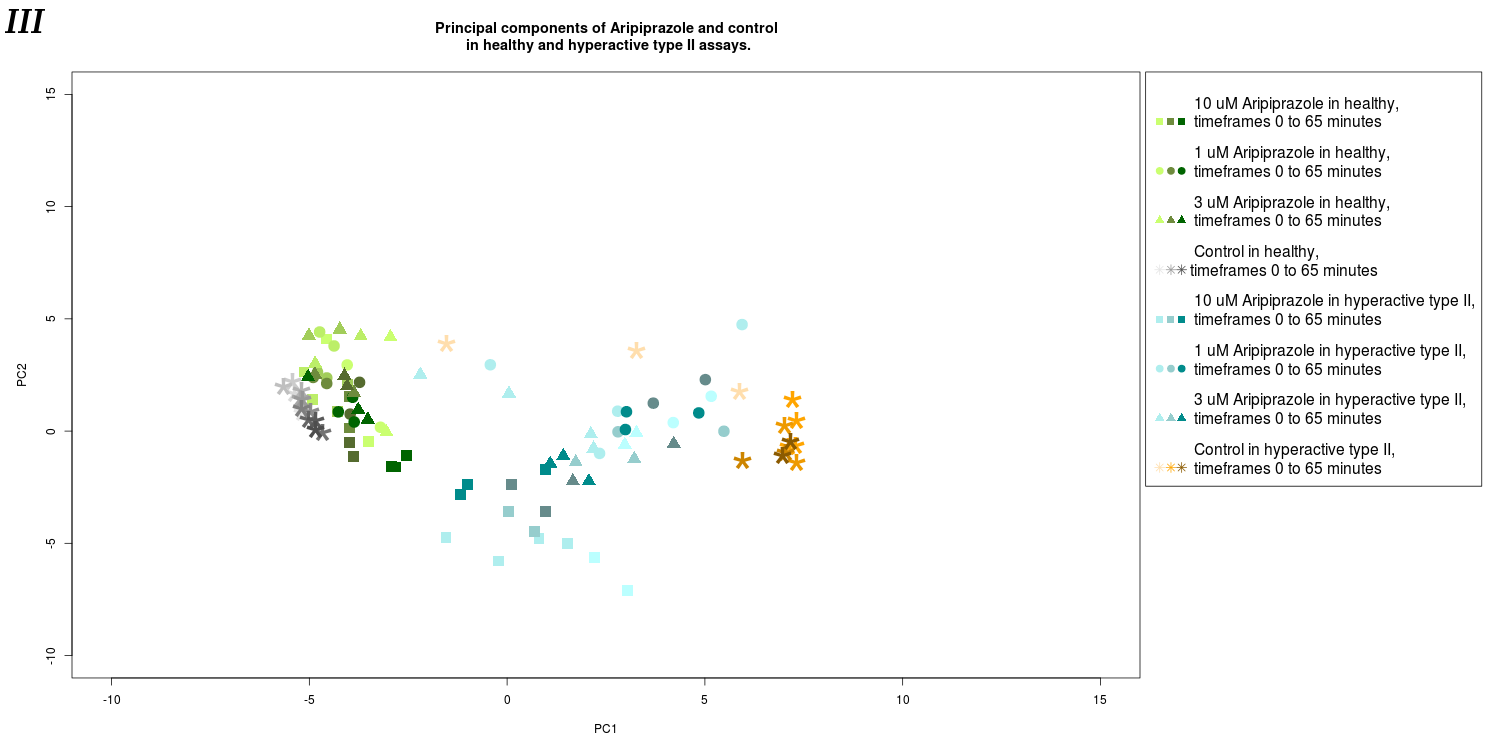 III
Principal components of Aripiprazole and control
in healthy and hyperactive type II assays.
15
10
5
0
-5
-10
PC2
-10
-5
0
5
10
15
PC1
10 uM Aripiprazole in healthy,
timeframes 0 to 65 minutes
1 uM Aripiprazole in healthy,
timeframes 0 to 65 minutes
3 uM Aripiprazole in healthy,
timeframes 0 to 65 minutes
Control in healthy,
timeframes 0 to 65 minutes
10 uM Aripiprazole in hyperactive type II,
timeframes 0 to 65 minutes
1 uM Aripiprazole in hyperactive type II,
timeframes 0 to 65 minutes
3 uM Aripiprazole in hyperactive type II,
timeframes 0 to 65 minutes
Control in hyperactive type II,
timeframes 0 to 65 minutes